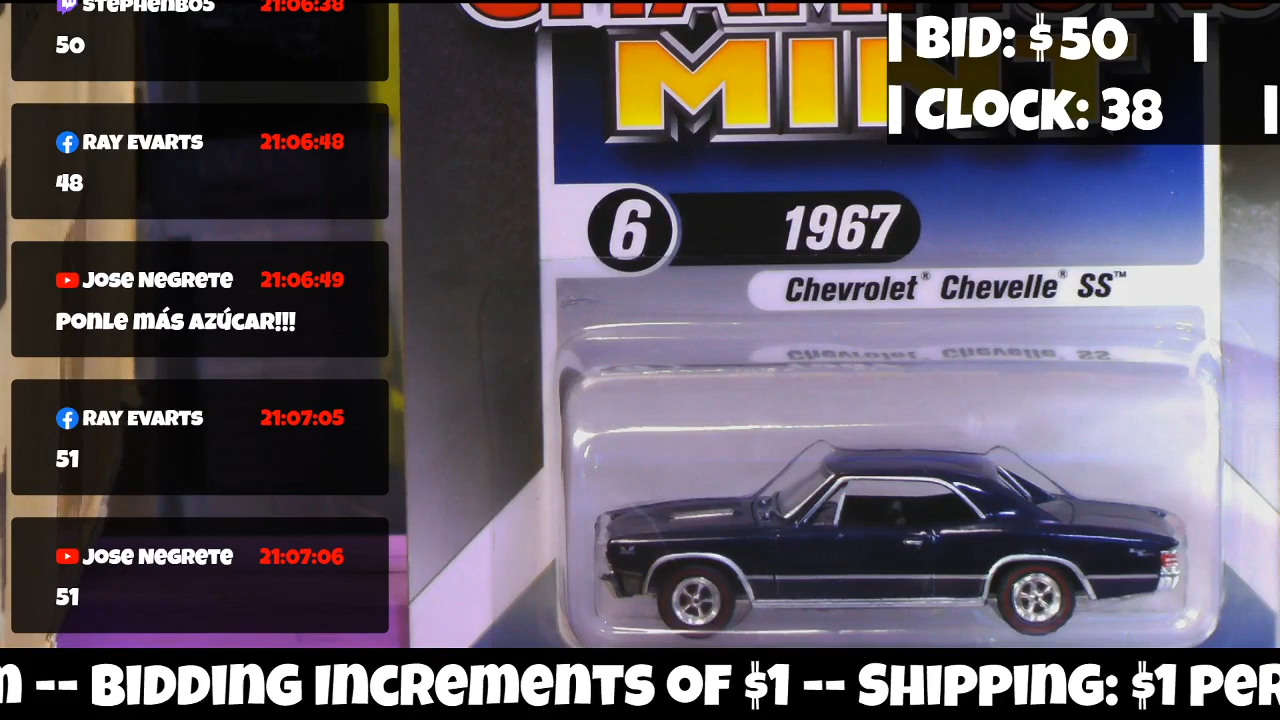 StephenB05 21:06:38
50
Ray Evarts 21:06:48
48
Jose Negrete 21:06:49
Ponle más azúcar!!!
Ray Evarts 21:07:05
51
Jose Negrete 21:07:06
51
MINT
| BID: $50 |
| CLOCK: 38 |
6 1967
Chevrolet® Chevelle® SS™
-- Bidding increments of $1 -- Shipping: $1 per